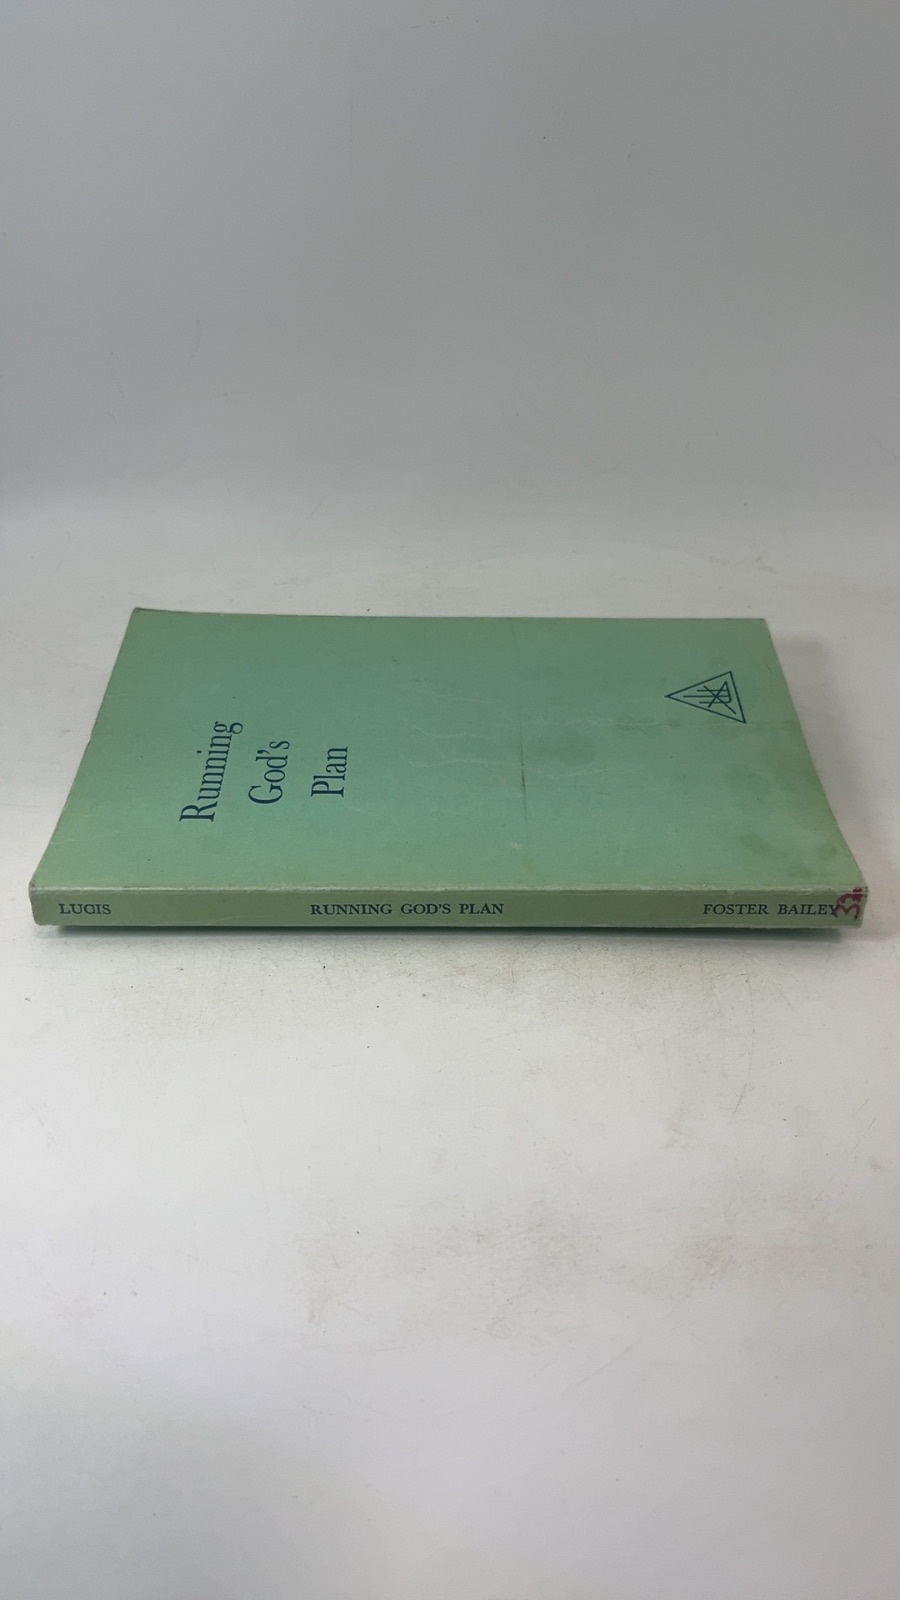 Running
God's
Plan
LUCIS
RUNNING GOD'S PLAN
FOSTER BAILEY